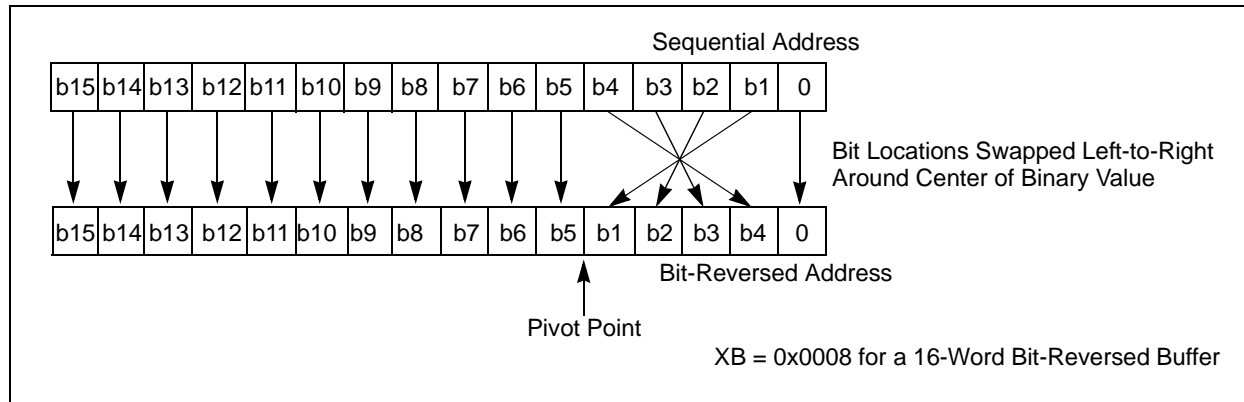 Sequential Address
b15 b14 b13 b12 b11 b10 b9 b8 b7 b6 b5 b4 b3 b2 b1 0
Bit Locations Swapped Left-to-Right
Around Center of Binary Value
b15 b14 b13 b12 b11 b10 b9 b8 b7 b6 b5 b1 b2 b3 b4 0
Bit-Reversed Address
Pivot Point
XB = 0x0008 for a 16-Word Bit-Reversed Buffer